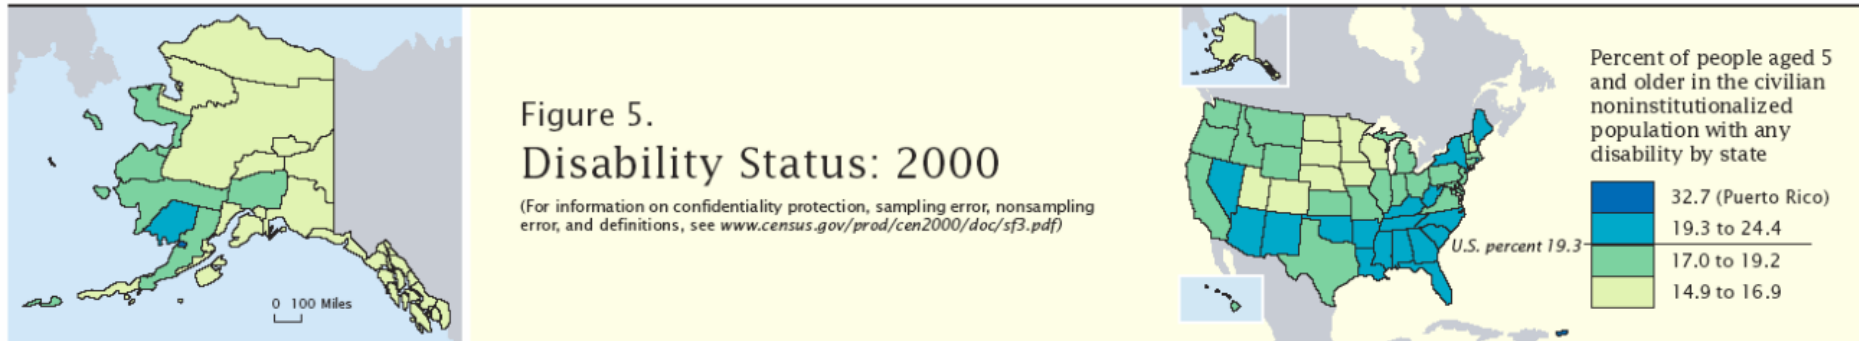 Figure 5.
Disability Status: 2000
(For information on confidentiality protection, sampling error, nonsampling
error, and definitions, see www.census.gov/prod/cen2000/doc/sf3.pdf)
0 100 Miles
Percent of people aged 5
and older in the civilian
noninstitutionalized
population with any
disability by state
32.7 (Puerto Rico)
19.3 to 24.4
U.S. percent 19.3
17.0 to 19.2
14.9 to 16.9